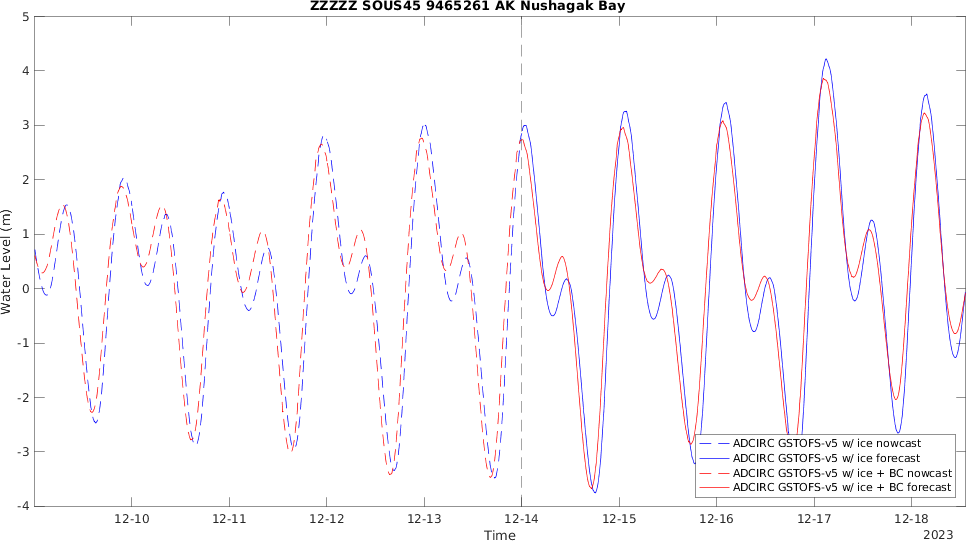 ZZZZZ SOUS45 9465261 AK Nushagak Bay
Water Level (m)
5
4
3
2
1
0
-1
-2
-3
-4
ADCIRC GSTOFS-v5 w/ ice nowcast
ADCIRC GSTOFS-v5 w/ ice forecast
ADCIRC GSTOFS-v5 w/ ice + BC nowcast
ADCIRC GSTOFS-v5 w/ ice + BC forecast
12-10 12-11 12-12 12-13 12-14 12-15 12-16 12-17 12-18
Time
2023